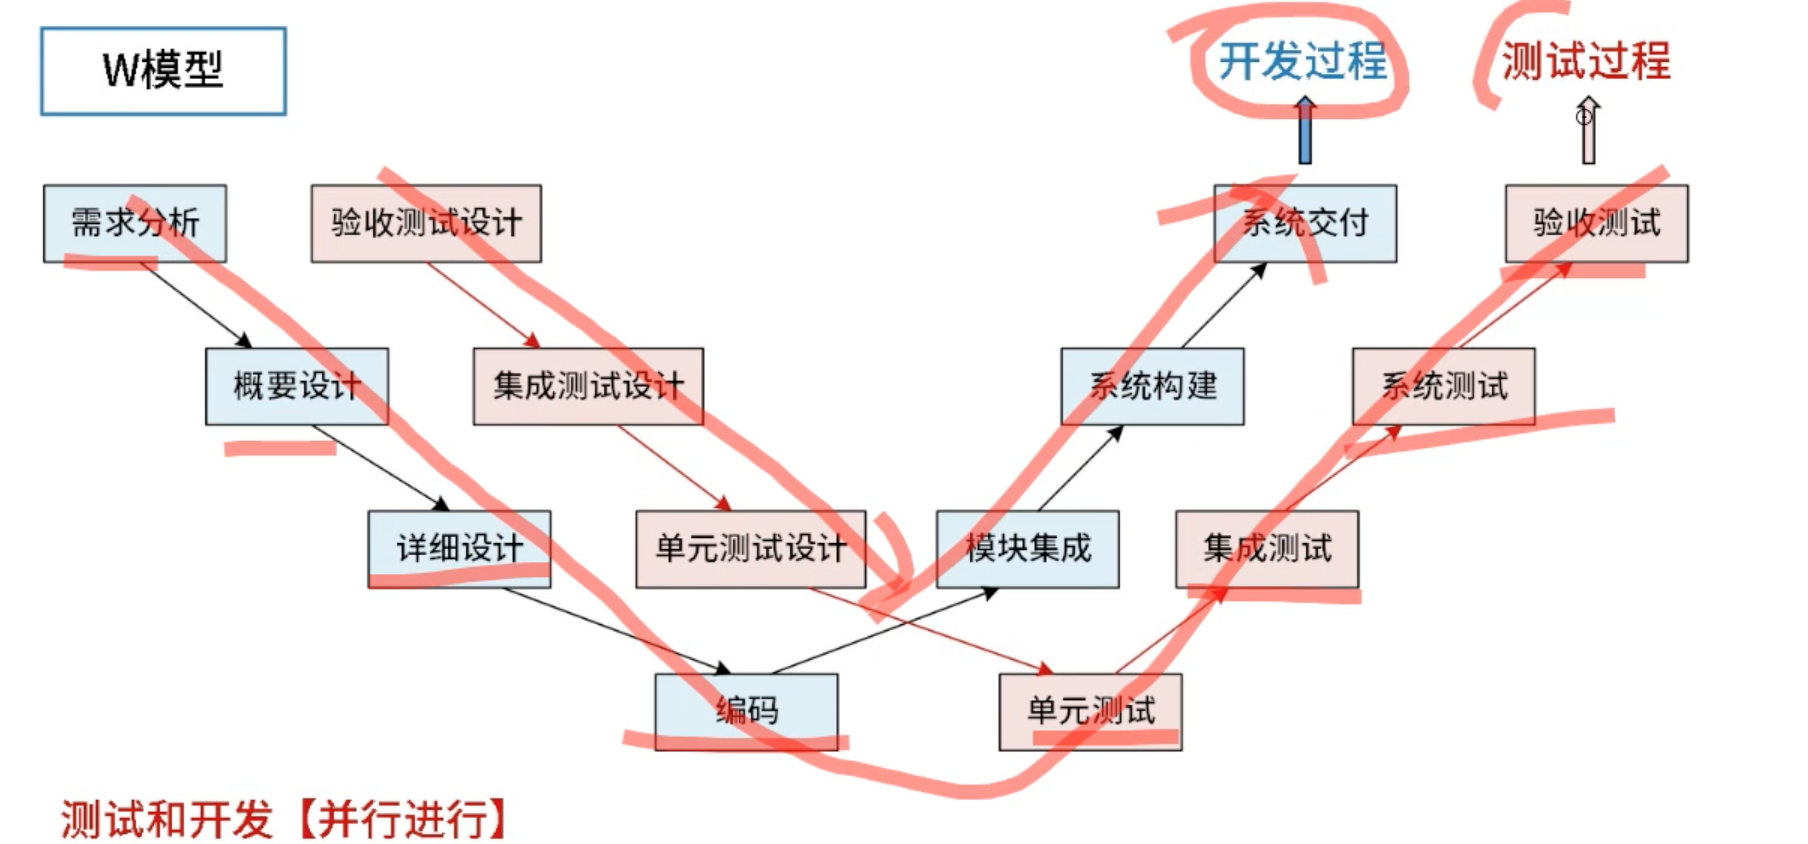 W模型
开发过程
测试过程
需求分析
验收测试设计
系统交付
验收测试
概要设计
集成测试设计
系统构建
系统测试
详细设计
单元测试设计
模块集成
集成测试
编码
单元测试
测试和开发【并行进行】